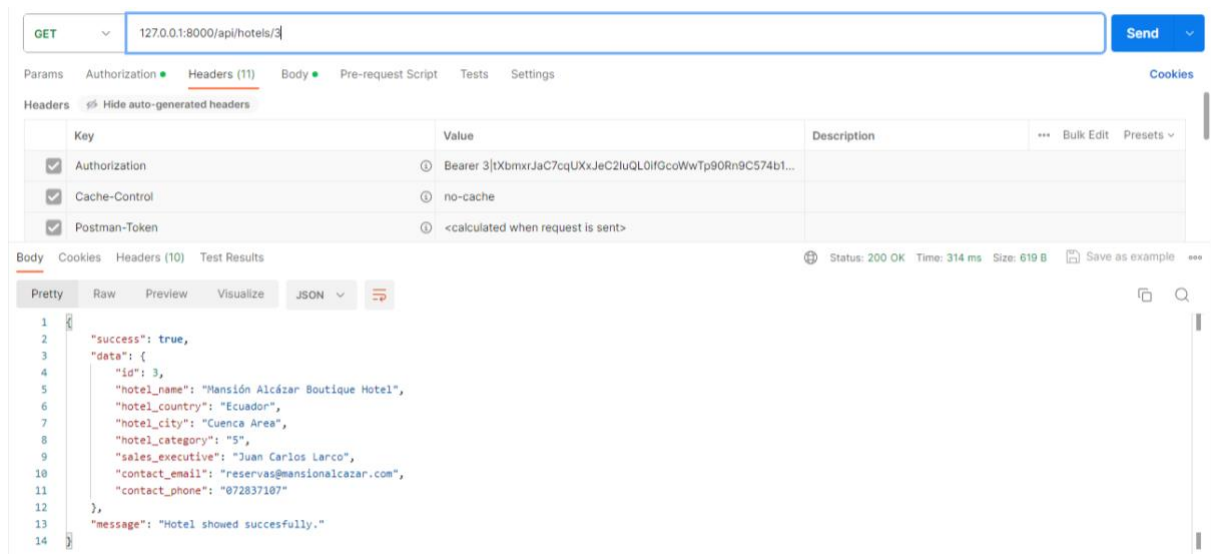 GET 127.0.0.1:8000/api/hotels/3 Send
Params Authorization Headers (11) Body Pre-request Script Tests Settings Cookies
Headers Hide auto-generated headers
Key Value Description ••• Bulk Edit Presets
Authorization Bearer 3|tXbmxrJaC7cqUXxJeC2IuQL0ifGcoWwTp90Rn9C574b1...
Cache-Control no-cache
Postman-Token <calculated when request is sent>
Body Cookies Headers (10) Test Results Status: 200 OK Time: 314 ms Size: 619 B Save as example •••
Pretty Raw Preview Visualize JSON
1 {
2 "success": true,
3 "data": {
4 "id": 3,
5 "hotel_name": "Mansión Alcázar Boutique Hotel",
6 "hotel_country": "Ecuador",
7 "hotel_city": "Cuenca Area",
8 "hotel_category": "5",
9 "sales_executive": "Juan Carlos Larco",
10 "contact_email": "reservas@mansionalcazar.com",
11 "contact_phone": "072837107"
12 },
13 "message": "Hotel showed succesfully."
14 }